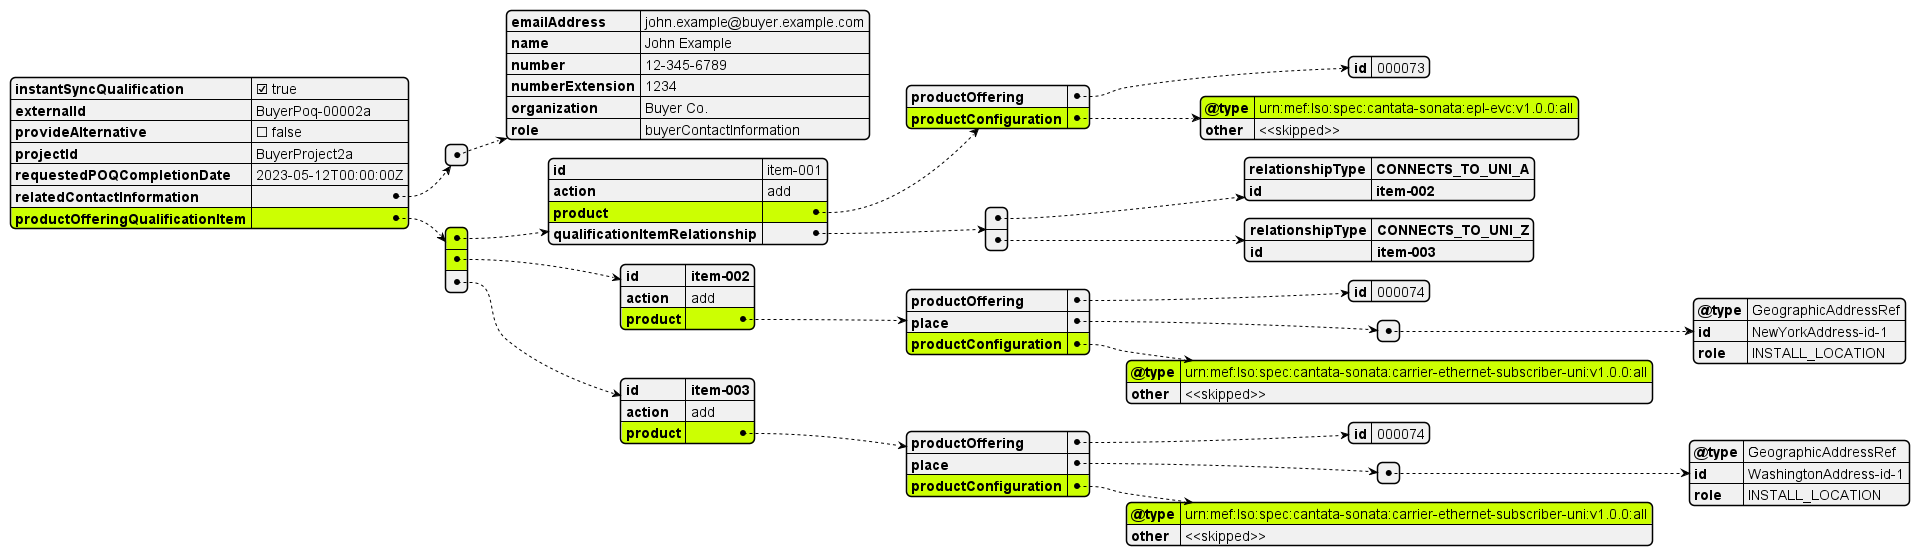 instantSyncQualification ☑ true
externalId BuyerPoq-00002a
provideAlternative ☐ false
projectId BuyerProject2a
requestedPOQCompletionDate 2023-05-12T00:00:00Z
relatedContactInformation
productOfferingQualificationItem
emailAddress john.example@buyer.example.com
name John Example
number 12-345-6789
numberExtension 1234
organization Buyer Co.
role buyerContactInformation
id item-001
action add
product
qualificationItemRelationship
productOffering
productConfiguration
id 000073
@type urn:mef:lso:spec:cantata-sonata:epl-evc:v1.0.0:all
other <<skipped>>
relationshipType CONNECTS_TO_UNI_A
id item-002
relationshipType CONNECTS_TO_UNI_Z
id item-003
id item-002
action add
product
productOffering
place
productConfiguration
id 000074
@type GeographicAddressRef
id NewYorkAddress-id-1
role INSTALL_LOCATION
@type urn:mef:lso:spec:cantata-sonata:carrier-ethernet-subscriber-uni:v1.0.0:all
other <<skipped>>
id item-003
action add
product
productOffering
place
productConfiguration
id 000074
@type GeographicAddressRef
id WashingtonAddress-id-1
role INSTALL_LOCATION
@type urn:mef:lso:spec:cantata-sonata:carrier-ethernet-subscriber-uni:v1.0.0:all
other <<skipped>>